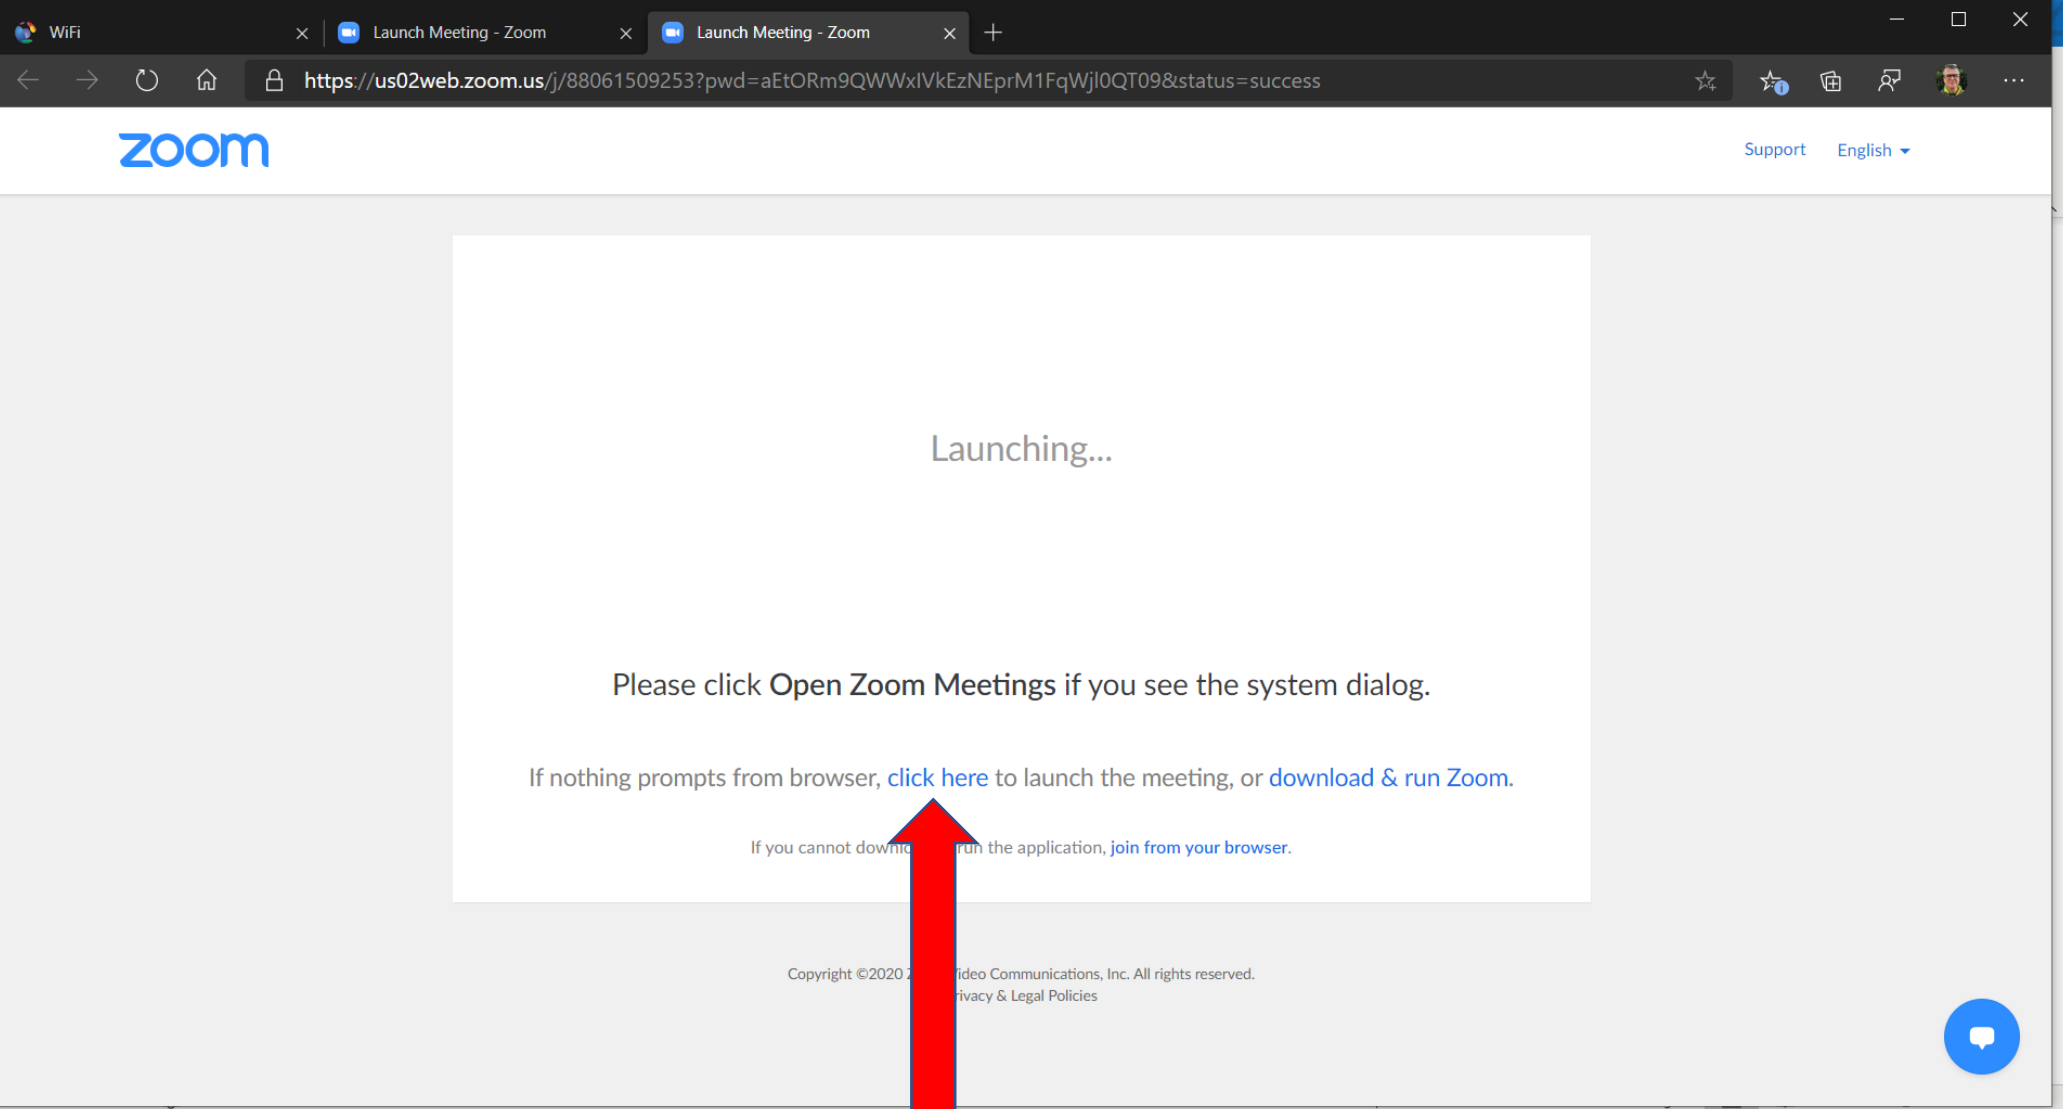 WiFi
Launch Meeting - Zoom
Launch Meeting - Zoom
https://us02web.zoom.us/j/88061509253?pwd=aEtORm9QWWxIVkEzNEprM1FqWjl0QT09&status=success
zoom
Support
English
Launching...
Please click Open Zoom Meetings if you see the system dialog.
If nothing prompts from browser, click here to launch the meeting, or download & run Zoom.
If you cannot run the application, join from your browser.
Copyright ©2020 Communications, Inc. All rights reserved.
& Legal Policies